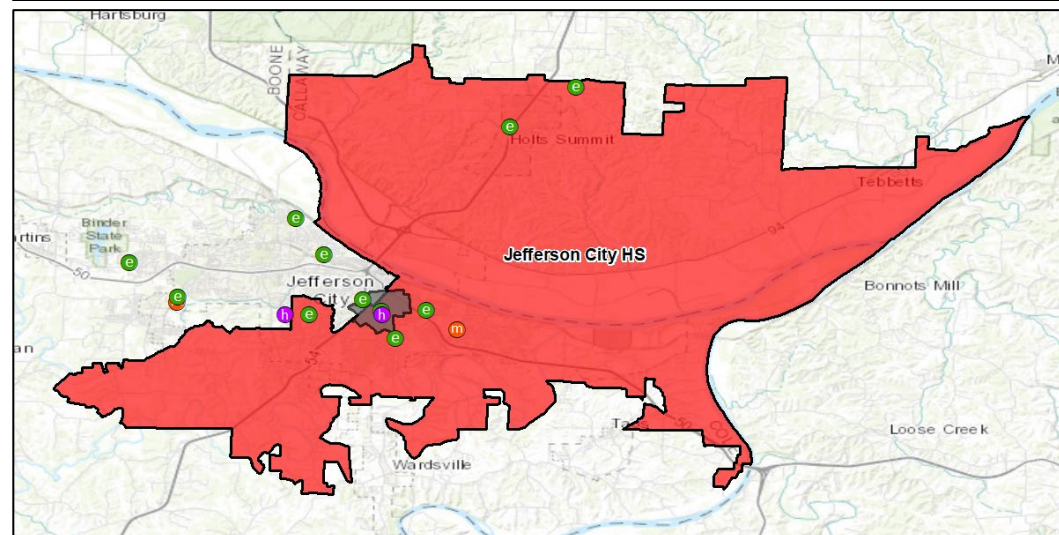 Hartsburg
BOONE
CALLAWAY
Holts Summit
Tebbetts
94
Binder
State
Park
artins
50
Jefferson City HS
Jefferson
City
Bonnots Mill
an
54
50
Loose Creek
Wardsville
e
e
e
e
e
e
e
h
e
h
e
e
m